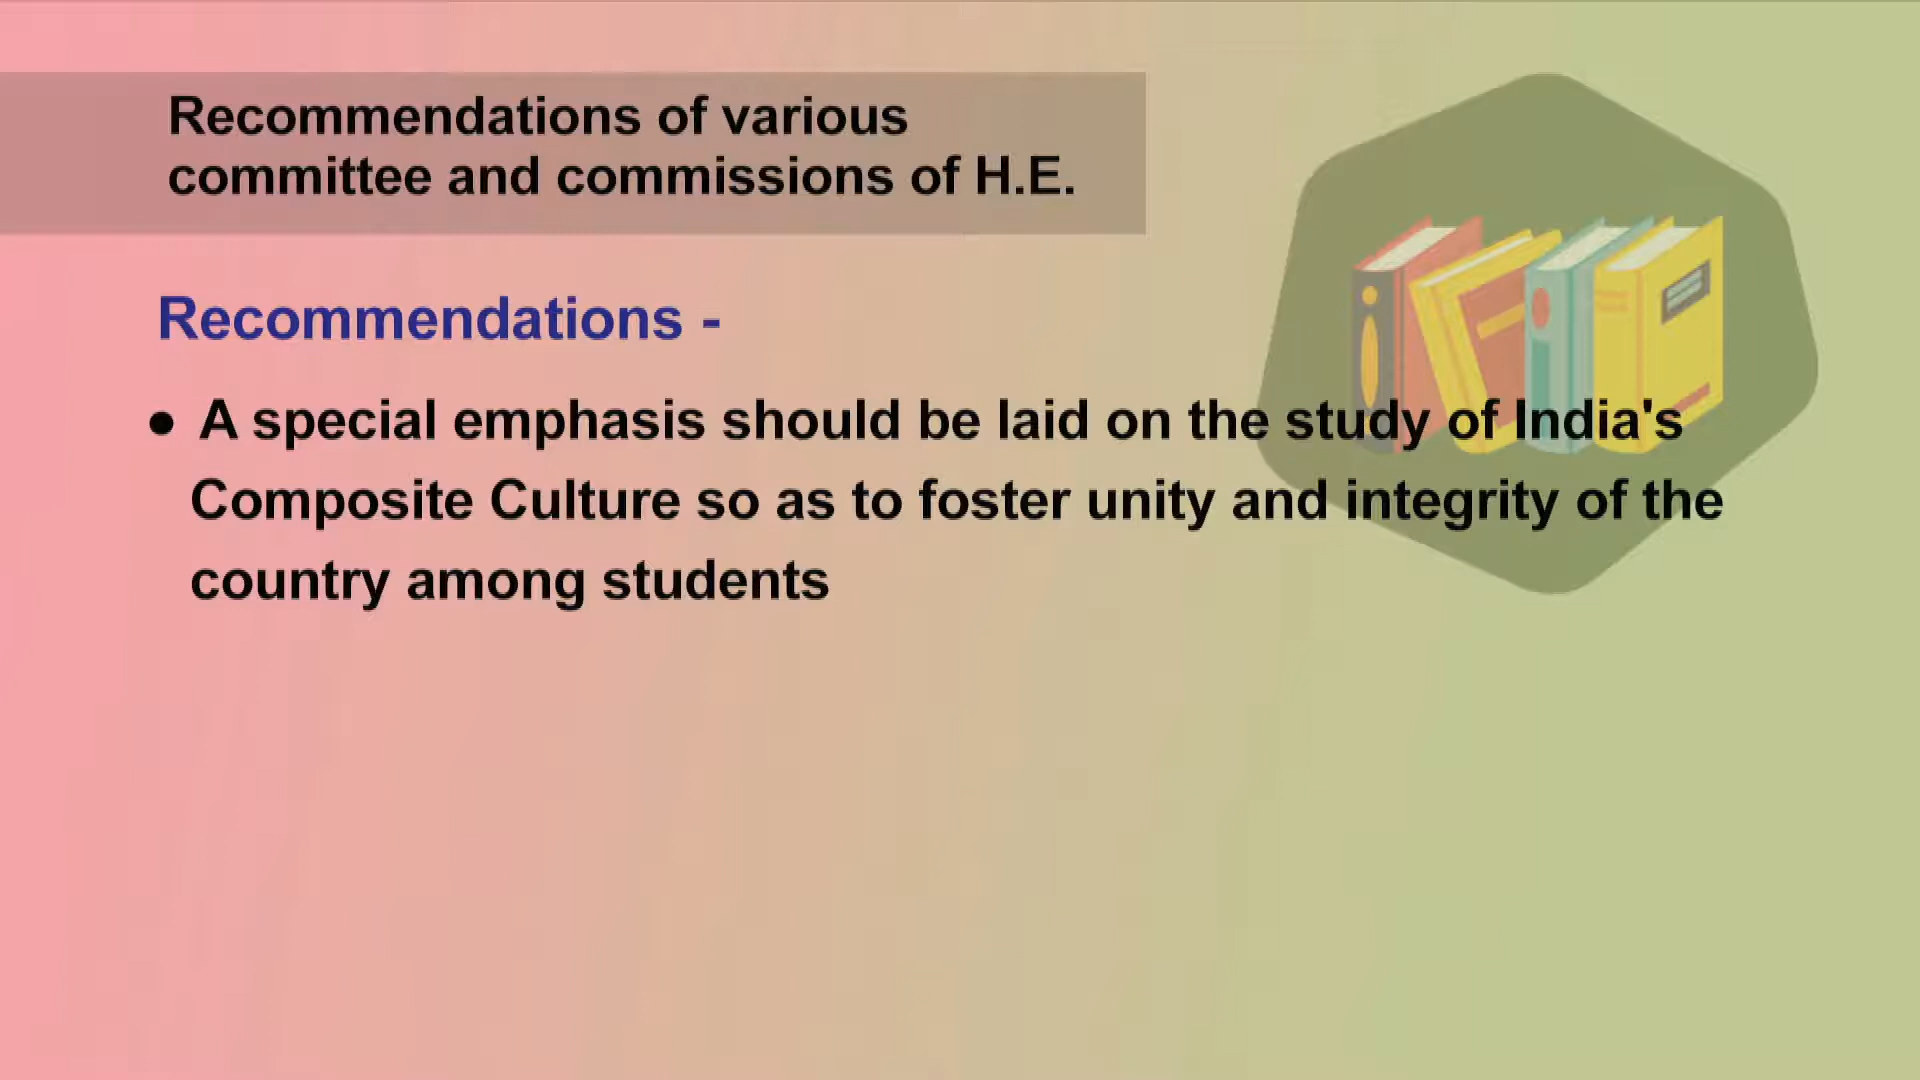 Recommendations of various
committee and commissions of H.E.
Recommendations -
● A special emphasis should be laid on the study of India's
Composite Culture so as to foster unity and integrity of the
country among students